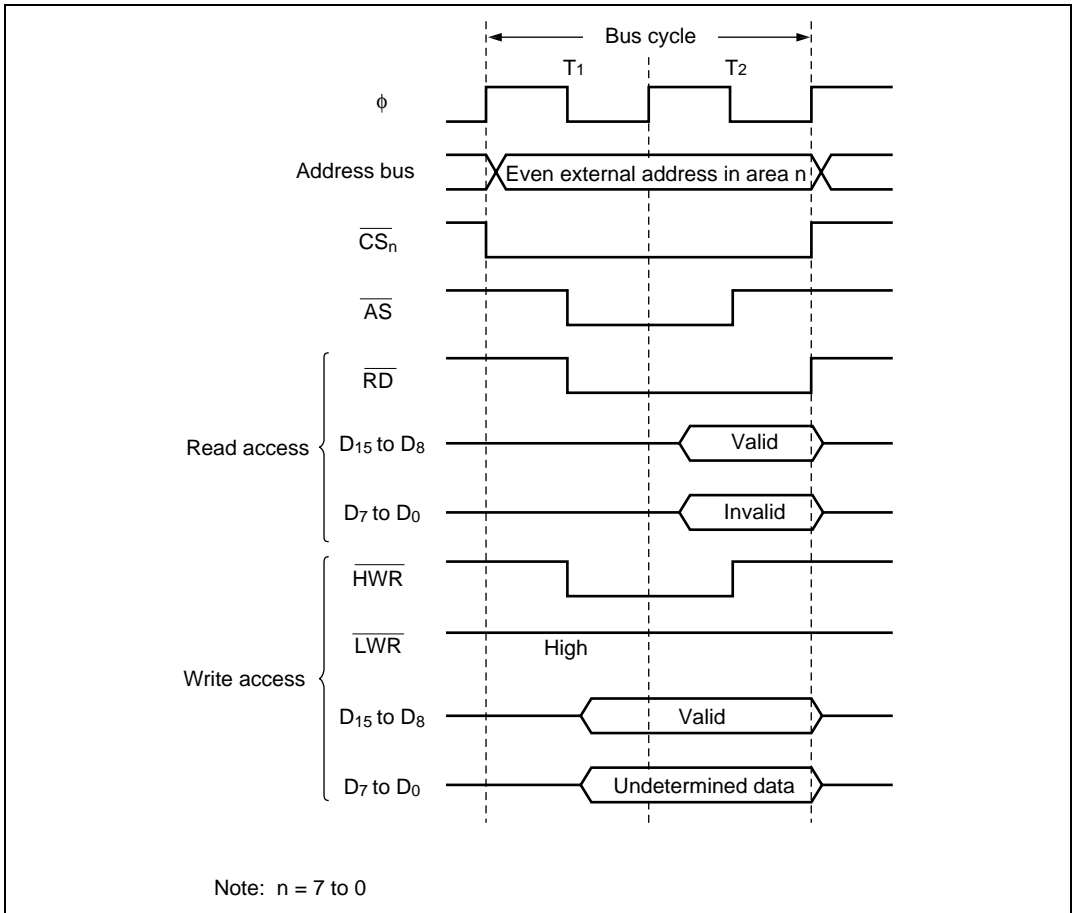 Bus cycle
T1 T2
φ
Address bus Even external address in area n
CSn
AS
RD
Read access D15 to D8 Valid
D7 to D0 Invalid
HWR
LWR High
Write access
D15 to D8 Valid
D7 to D0 Undetermined data
Note: n = 7 to 0